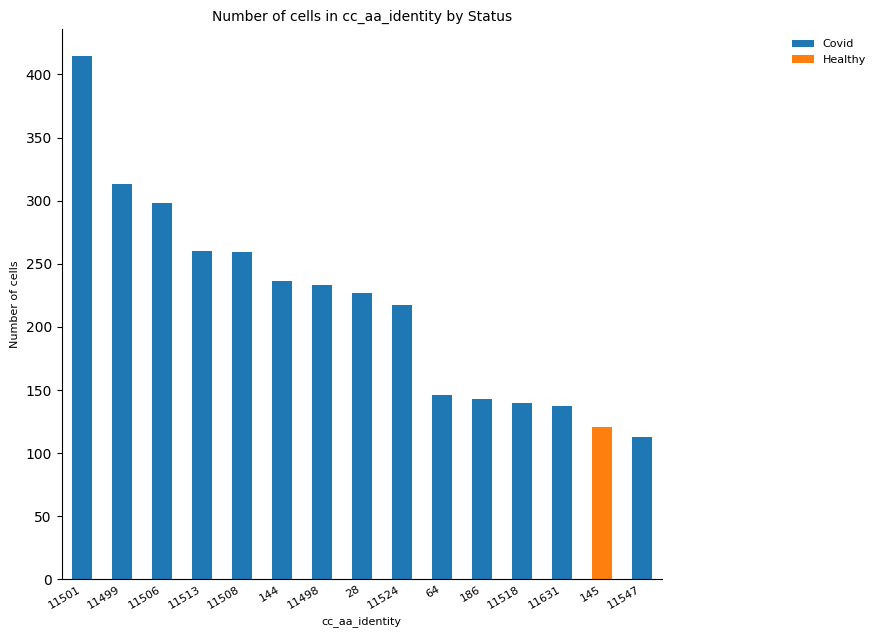 Number of cells in cc_aa_identity by Status
Covid
Healthy
400
350
300
250
200
150
100
50
0
Number of cells
11501 11499 11506 11513 11508 144 11498 28 11524 64 186 11518 11631 145 11547
cc_aa_identity